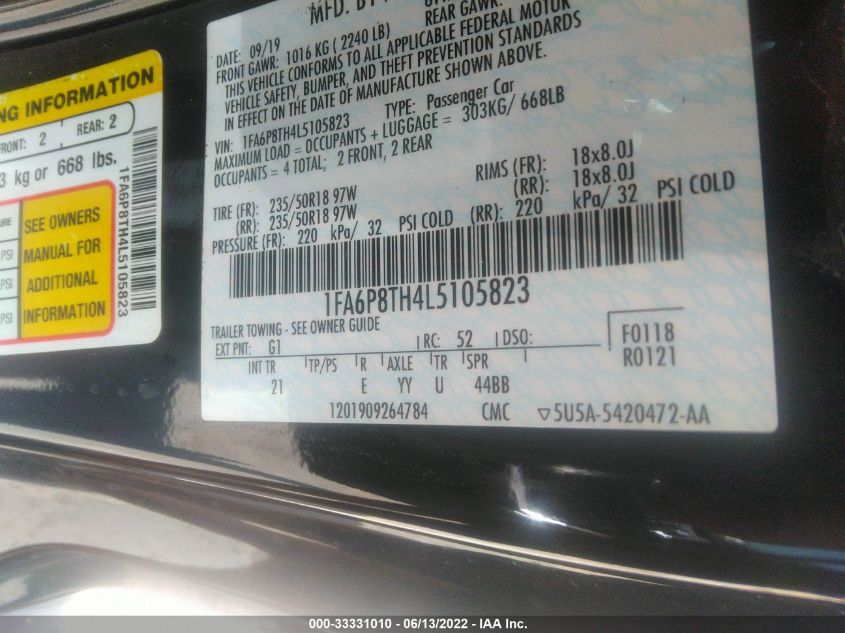 MFD. BY
REAR GAWR:
DATE: 09/19
FRONT GAWR: 1016 KG ( 2240 LB)
THIS VEHICLE CONFORMS TO ALL APPLICABLE FEDERAL MOTOR
VEHICLE SAFETY, BUMPER, AND THEFT PREVENTION STANDARDS
IN EFFECT ON THE DATE OF MANUFACTURE SHOWN ABOVE.
VIN: 1FA6P8TH4L5105823 TYPE: Passenger Car
MAXIMUM LOAD = OCCUPANTS + LUGGAGE = 303KG/ 668LB
OCCUPANTS = 4 TOTAL; 2 FRONT, 2 REAR
TIRE (FR): 235/50R18 97W RIMS (FR): 18x8.0J
(RR): 235/50R18 97W (RR): 18x8.0J
PRESSURE (FR): 220 kPa/ 32 PSI COLD (RR): 220 kPa/ 32 PSI COLD
1FA6P8TH4L5105823
TRAILER TOWING - SEE OWNER GUIDE
EXT PNT: G1 RC: 52 DSO: F0118
R0121
INT TR TP/PS R AXLE TR SPR
21 E YY U 44BB
1201909264784 CMC ▽5U5A-5420472-AA
NG INFORMATION
FRONT: 2 REAR: 2
3 kg or 668 lbs.
SEE OWNERS
MANUAL FOR
ADDITIONAL
INFORMATION
PSI
PSI
PSI
1FA6P8TH4L5105823
000-33331010 - 06/13/2022 - IAA Inc.